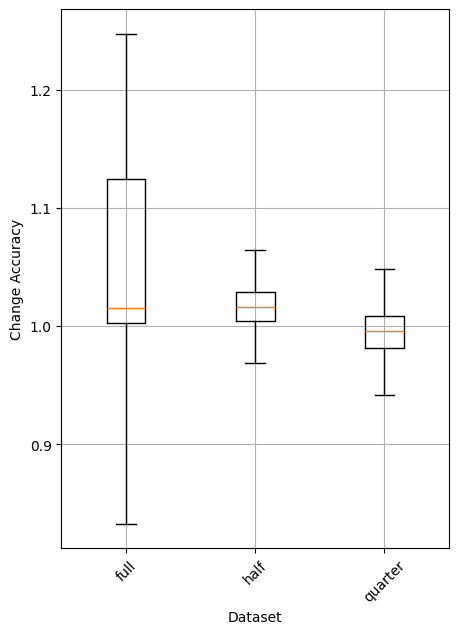 Change Accuracy
1.2
1.1
1.0
0.9
full
half
quarter
Dataset